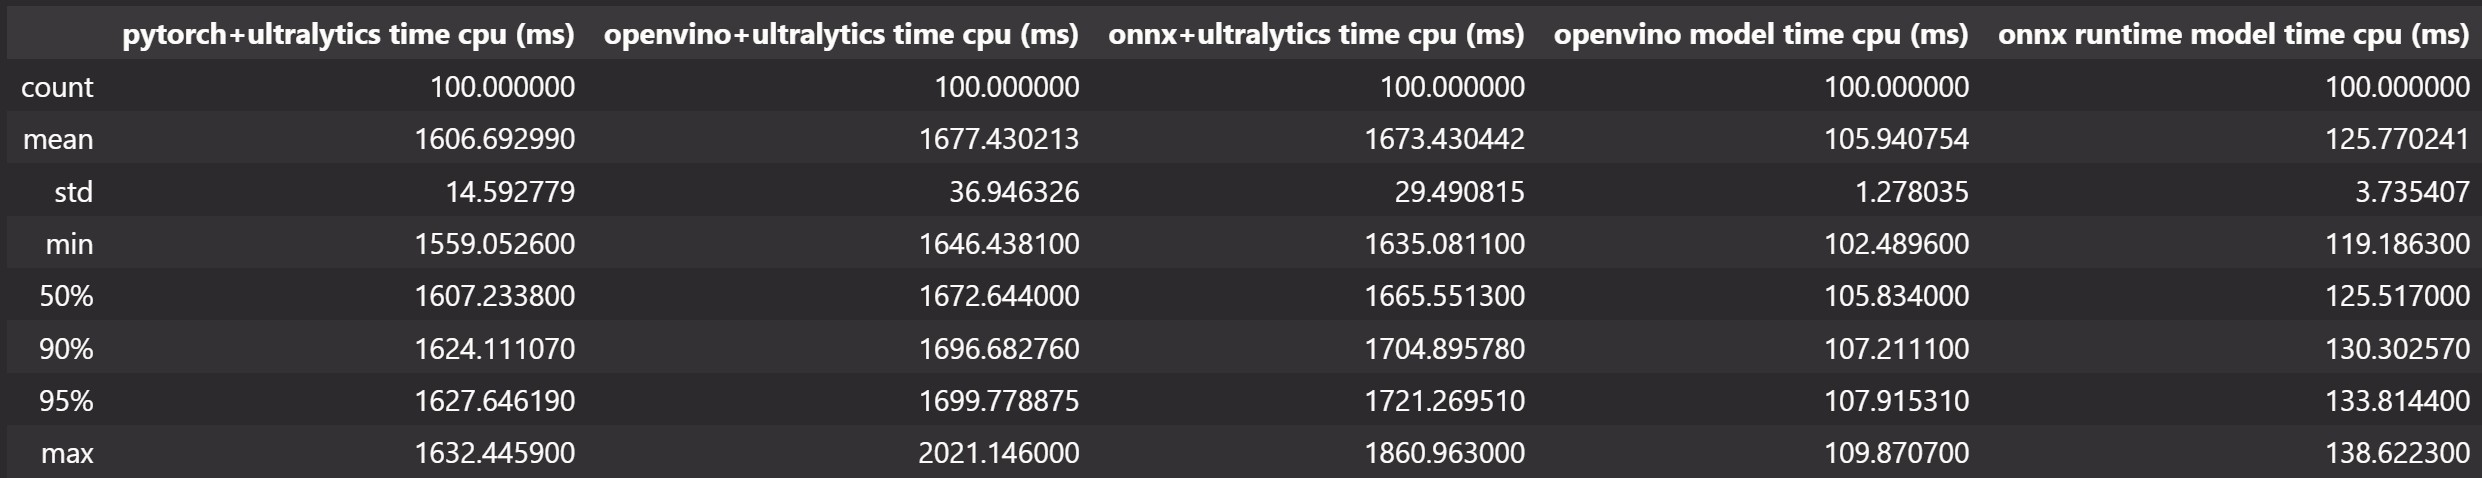 pytorch+ultralytics time cpu (ms) openvino+ultralytics time cpu (ms) onnx+ultralytics time cpu (ms) openvino model time cpu (ms) onnx runtime model time cpu (ms)
count 100.000000 100.000000 100.000000 100.000000 100.000000
mean 1606.692990 1677.430213 1673.430442 105.940754 125.770241
std 14.592779 36.946326 29.490815 1.278035 3.735407
min 1559.052600 1646.438100 1635.081100 102.489600 119.186300
50% 1607.233800 1672.644000 1665.551300 105.834000 125.517000
90% 1624.111070 1696.682760 1704.895780 107.211100 130.302570
95% 1627.646190 1699.778875 1721.269510 107.915310 133.814400
max 1632.445900 2021.146000 1860.963000 109.870700 138.622300